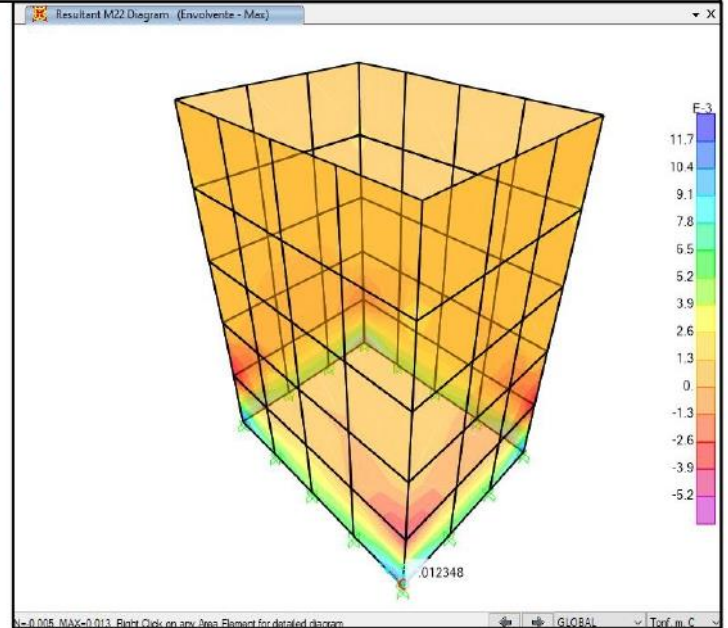 Resultant M22 Diagram (Envolvente - Max)
X
E-3
11.7
10.4
9.1
7.8
6.5
5.2
3.9
2.6
1.3
0.
-1.3
-2.6
-3.9
-5.2
.012348
N=-0.005, MAX=0.013 Right Click on any Area Element for detailed diagram
GLOBAL
Tonf, m, C